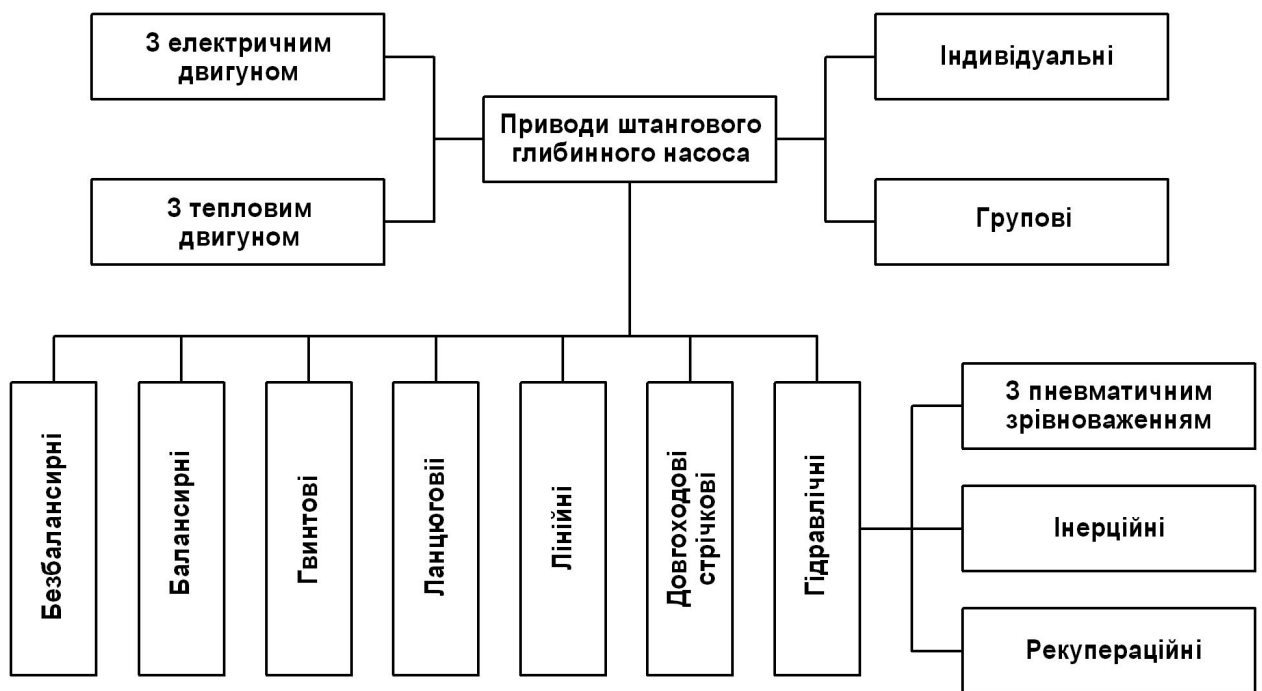 З електричним
двигуном
Індивідуальні
Приводи штангового
глибинного насоса
З тепловим
двигуном
Групові
Безбалансирні
Балансирні
Гвинтові
Ланцюговіі
Лінійні
Довгоходові
стрічкові
Гідравлічні
З пневматичним
зрівноваженням
Інерційні
Рекупераційні